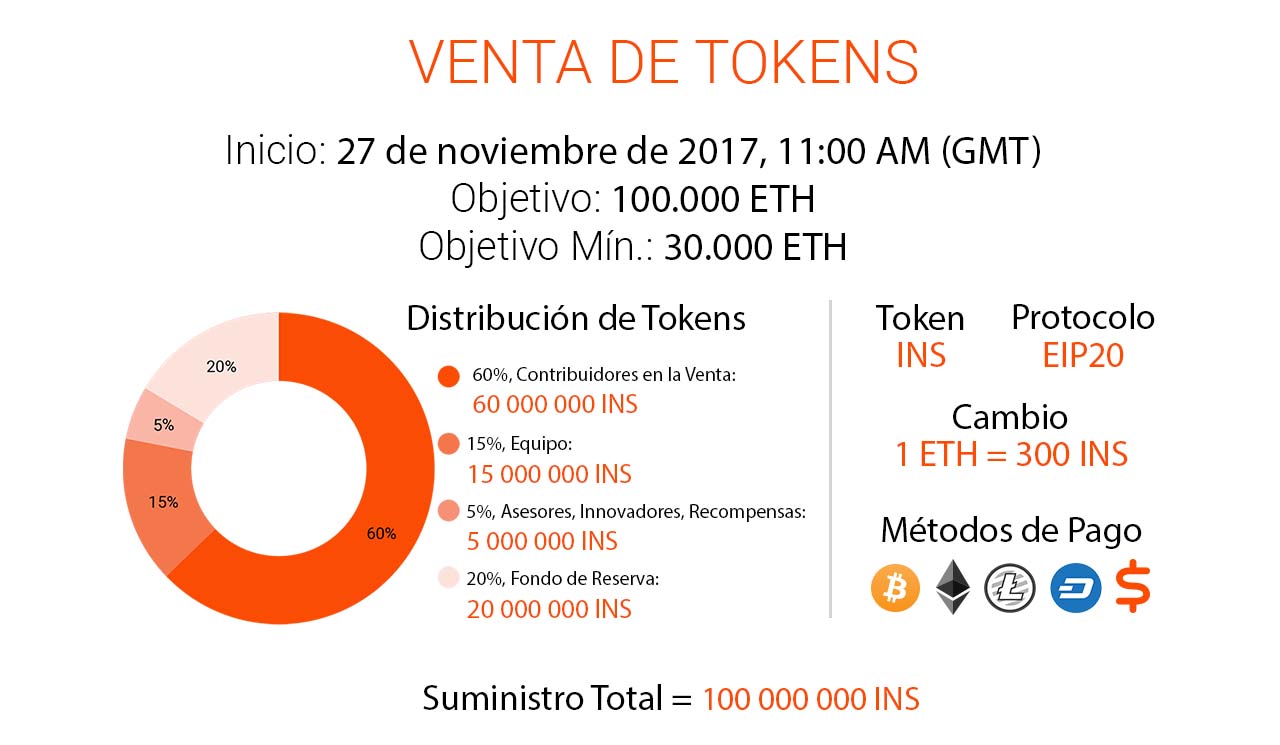 VENTA DE TOKENS
Inicio: 27 de noviembre de 2017, 11:00 AM (GMT)
Objetivo: 100.000 ETH
Objetivo Mín.: 30.000 ETH
Distribución de Tokens
20%
5%
15%
60%
60%, Contribuidores en la Venta:
60 000 000 INS
15%, Equipo:
15 000 000 INS
5%, Asesores, Innovadores, Recompensas:
5 000 000 INS
20%, Fondo de Reserva:
20 000 000 INS
Token Protocolo
INS EIP20
Cambio
1 ETH = 300 INS
Métodos de Pago
Suministro Total = 100 000 000 INS